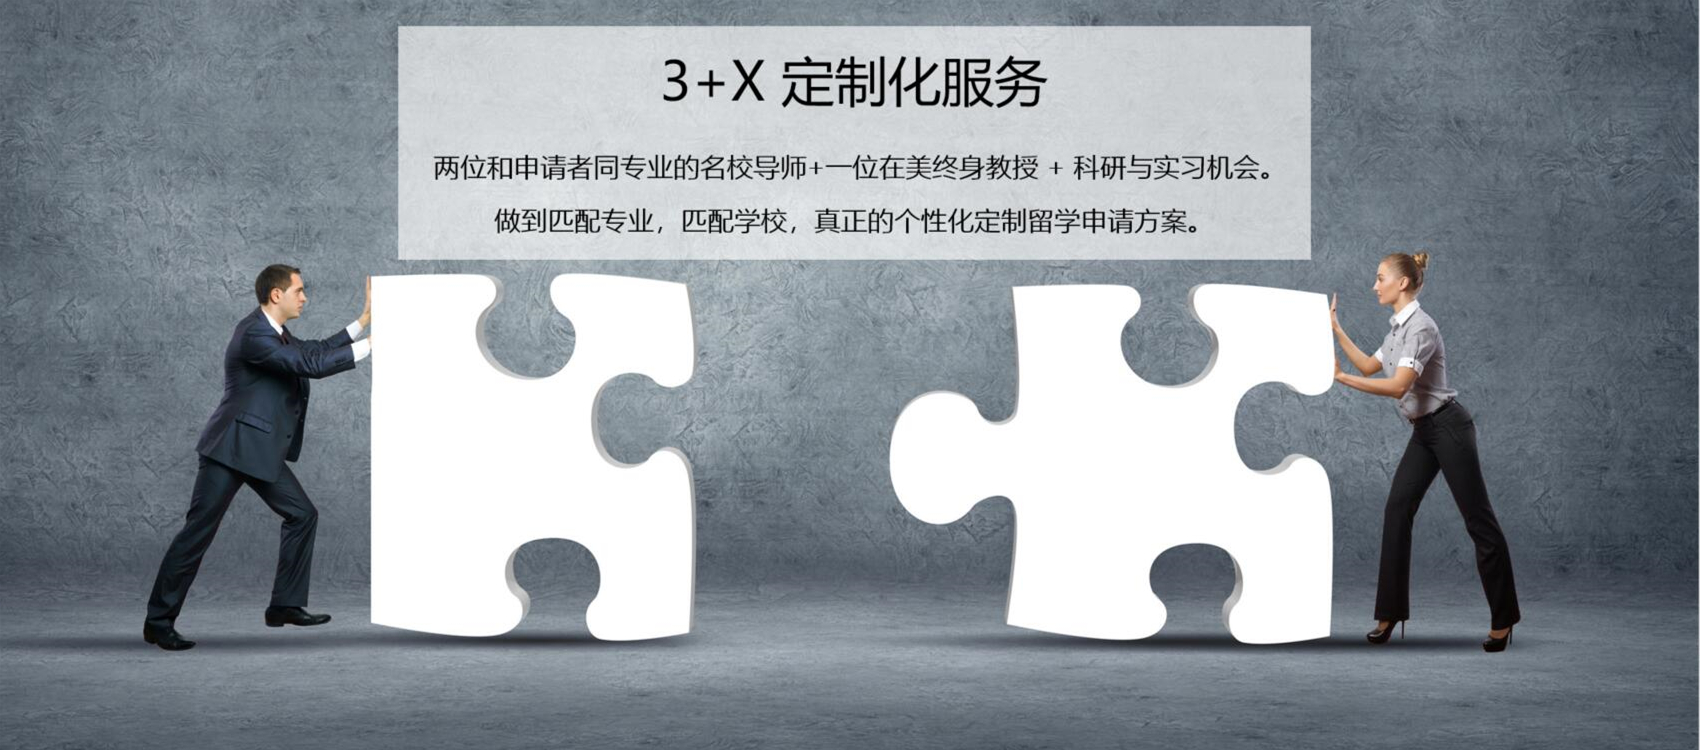 3+X 定制化服务
两位和申请者同专业的名校导师+一位在美终身教授 + 科研与实习机会。
做到匹配专业，匹配学校，真正的个性化定制留学申请方案。